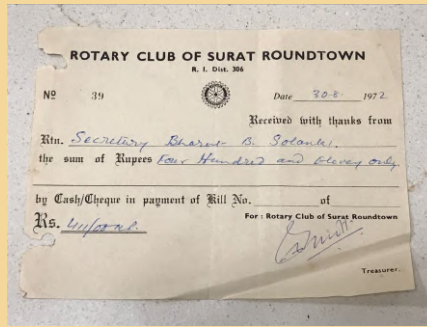 ROTARY CLUB OF SURAT ROUNDTOWN
R. I. Dist. 306
Nº 39 Date 30-8- 1972
Received with thanks from
Rtn. Secretary Bharat B. Solanki.
the sum of Rupees Four Hundred and Eleven only
by Cash/Cheque in payment of Bill No. of
Rs. 411/00 np. For : Rotary Club of Surat Roundtown
Treasurer.